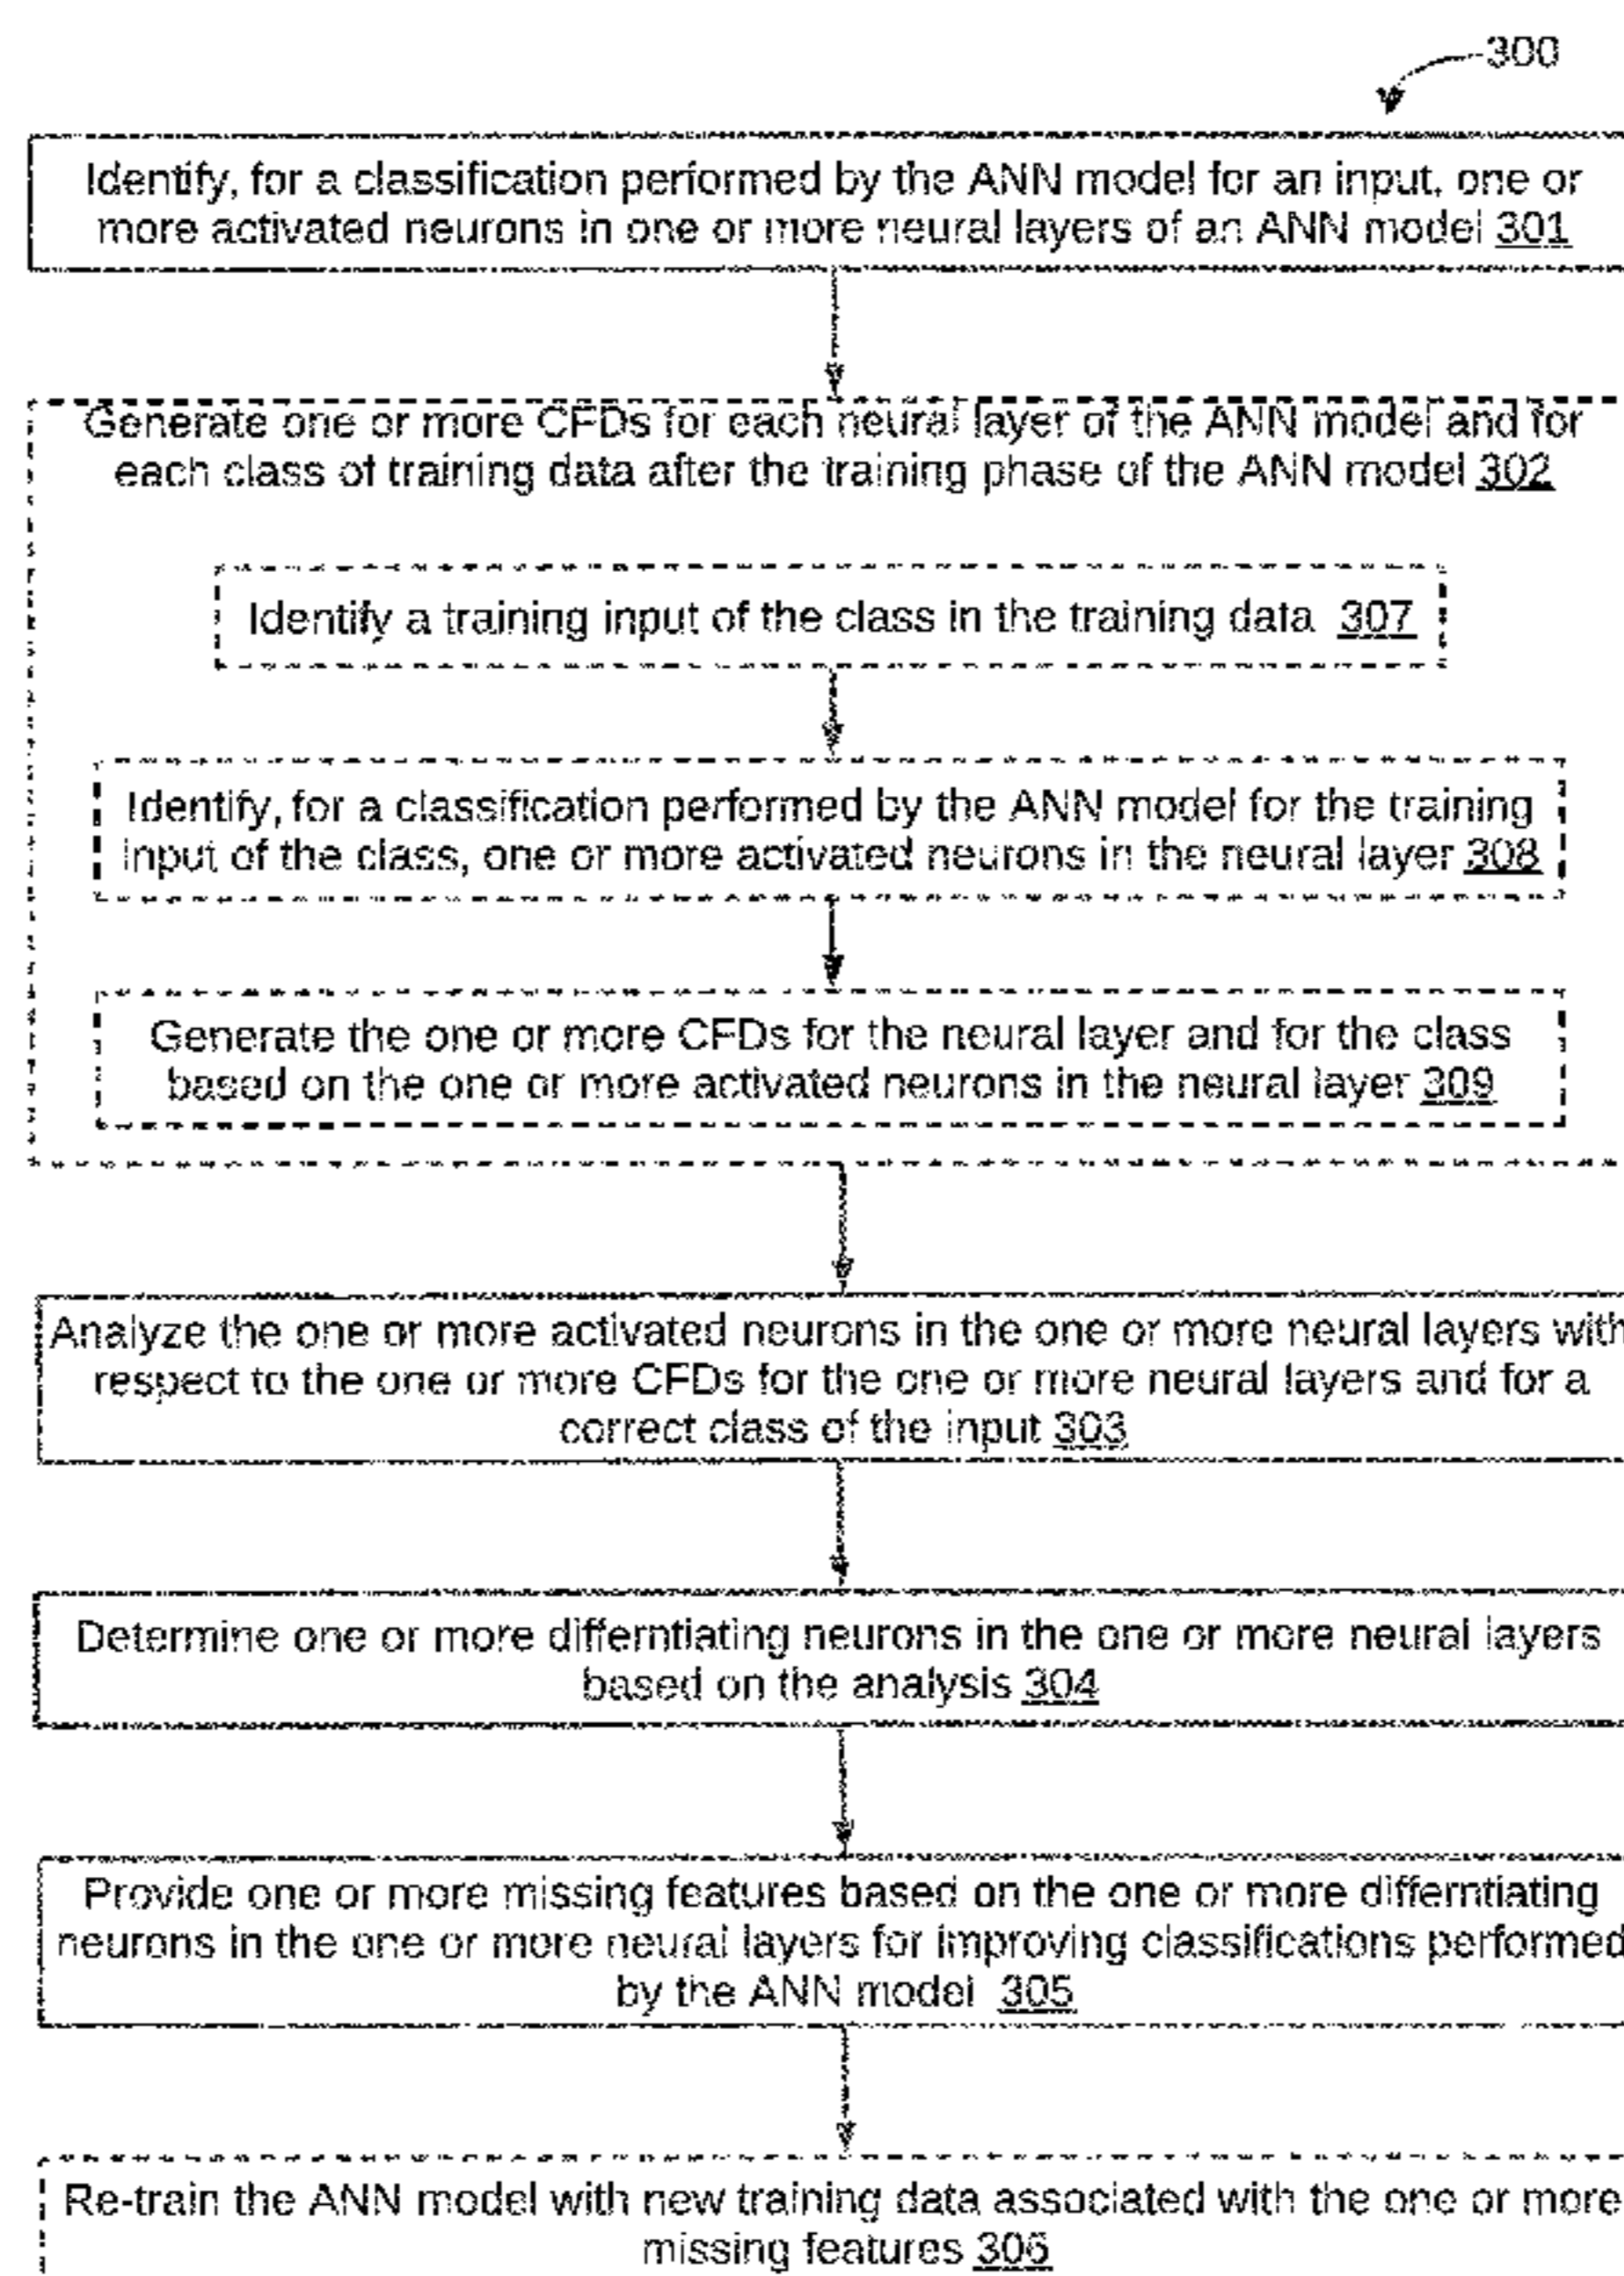 300
Identify, for a classification performed by the ANN model for an input, one or
more activated neurons in one or more neural layers of an ANN model 301
Generate one or more CFDs for each neural layer of the ANN model and for
each class of training data after the training phase of the ANN model 302
Identify a training input of the class in the training data 307
Identify, for a classification performed by the ANN model for the training
input of the class, one or more activated neurons in the neural layer 308
Generate the one or more CFDs for the neural layer and for the class
based on the one or more activated neurons in the neural layer 309
Analyze the one or more activated neurons in the one or more neural layers with
respect to the one or more CFDs for the one or more neural layers and for a
correct class of the input 303
Determine one or more differntiating neurons in the one or more neural layers
based on the analysis 304
Provide one or more missing features based on the one or more differntiating
neurons in the one or more neural layers for improving classifications performed
by the ANN model 305
Re-train the ANN model with new training data associated with the one or more
missing features 306